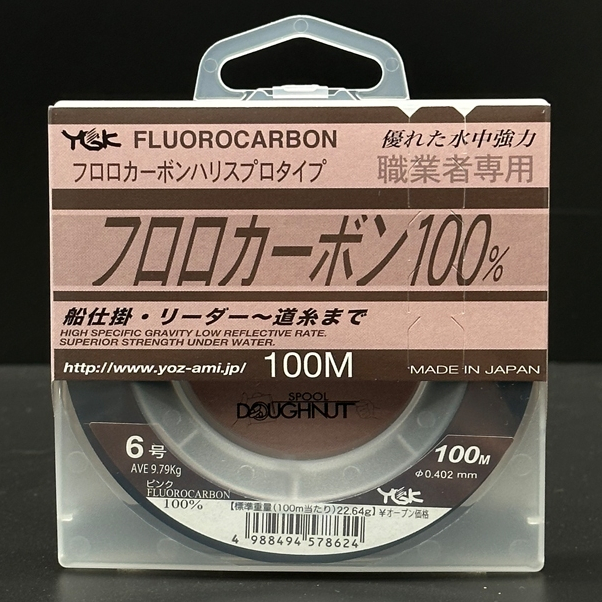 YGK FLUOROCARBON
優れた水中強力
フロロカーボンハリスプロタイプ
職業者専用
フロロカーボン100%
船仕掛・リーダー〜道糸まで
HIGH SPECIFIC GRAVITY LOW REFLECTIVE RATE.
SUPERIOR STRENGTH UNDER WATER.
http://www.yoz-ami.jp/ 100M MADE IN JAPAN
SPOOL
DOUGHNUT
6号
AVE 9.79Kg
ピンク
FLUOROCARBON
100%
100M
Φ0.402 mm
YGK
【標準重量(100m当たり)22.64g】¥オープン価格
4 988494 578624